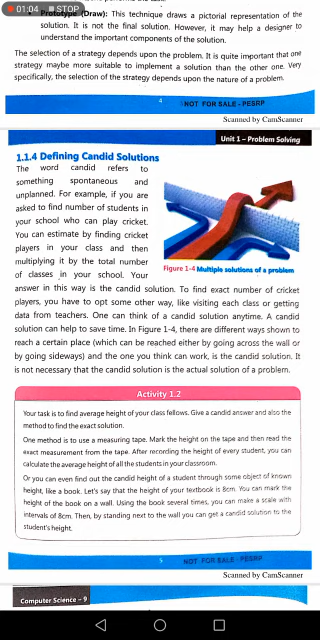 01:04 STOP
• Prototype (Draw): This technique draws a pictorial representation of the
solution. It is not the final solution. However, it may help a designer to
understand the important components of the solution.
The selection of a strategy depends upon the problem. It is quite important that one
strategy maybe more suitable to implement a solution than the other one. Very
specifically, the selection of the strategy depends upon the nature of a problem.
4
NOT FOR SALE - PESRP
Scanned by CamScanner
Unit 1 – Problem Solving
1.1.4 Defining Candid Solutions
The word candid refers to
something spontaneous and
unplanned. For example, if you are
asked to find number of students in
your school who can play cricket.
You can estimate by finding cricket
players in your class and then
multiplying it by the total number
of classes in your school. Your
Figure 1-4 Multiple solutions of a problem
answer in this way is the candid solution. To find exact number of cricket
players, you have to opt some other way, like visiting each class or getting
data from teachers. One can think of a candid solution anytime. A candid
solution can help to save time. In Figure 1-4, there are different ways shown to
reach a certain place (which can be reached either by going across the wall or
by going sideways) and the one you think can work, is the candid solution. It
is not necessary that the candid solution is the actual solution of a problem.
Activity 1.2
Your task is to find average height of your class fellows. Give a candid answer and also the
method to find the exact solution.
One method is to use a measuring tape. Mark the height on the tape and then read the
exact measurement from the tape. After recording the height of every student, you can
calculate the average height of all the students in your classroom.
Or you can even find out the candid height of a student through some object of known
height, like a book. Let's say that the height of your textbook is 8cm. You can mark the
height of the book on a wall. Using the book several times, you can make a scale with
intervals of 8cm. Then, by standing next to the wall you can get a candid solution to the
student's height.
5
NOT FOR SALE - PESRP
Scanned by CamScanner
Computer Science – 9